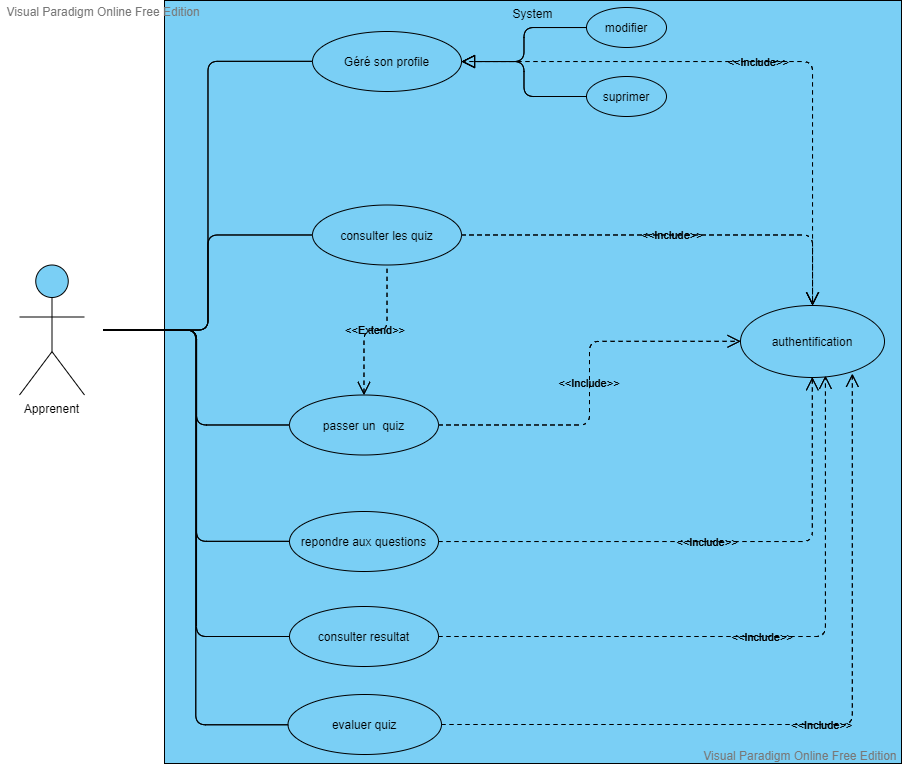 Visual Paradigm Online Free Edition
System
modifier
Géré son profile
<<Include>>
suprimer
consulter les quiz
<<Include>>
<<Extend>>
authentification
<<Include>>
Apprenent
passer un  quiz
repondre aux questions
<<Include>>
consulter resultat
<<Include>>
evaluer quiz
<<Include>>
Visual Paradigm Online Free Edition